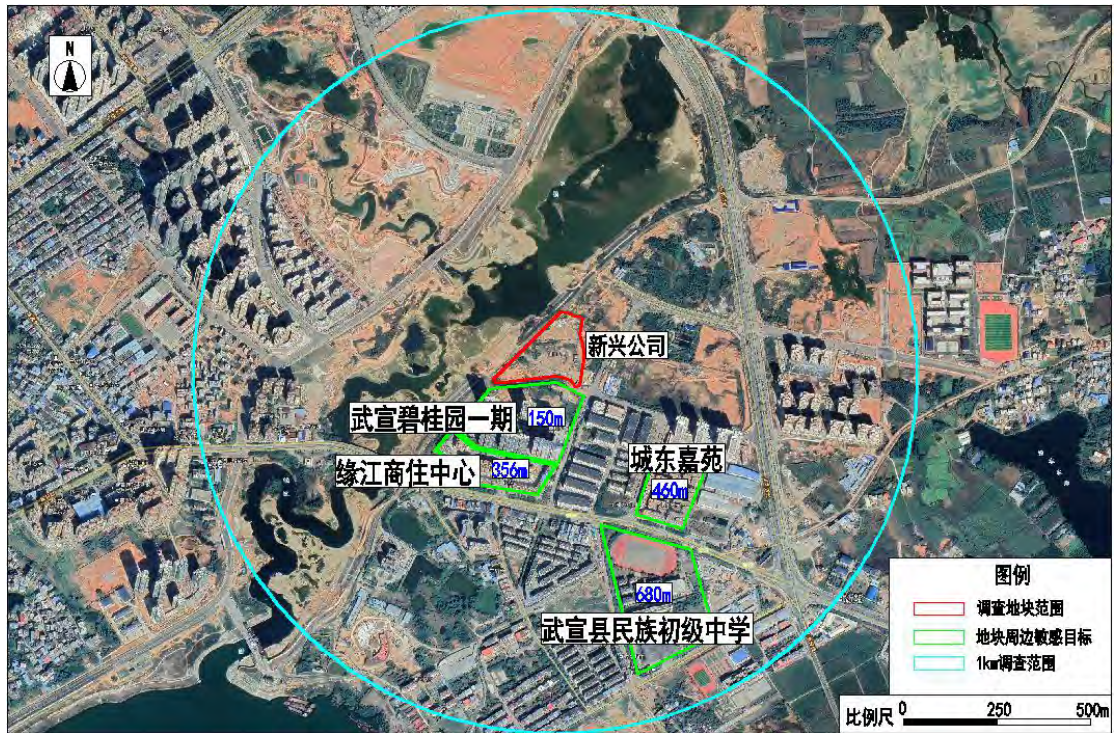 N
新兴公司
武宣碧桂园一期
150m
缘江商住中心
356m
城东嘉苑
460m
680m
武宣县民族初级中学
图例
调查地块范围
地块周边敏感目标
1km调查范围
比例尺 0 250 500m